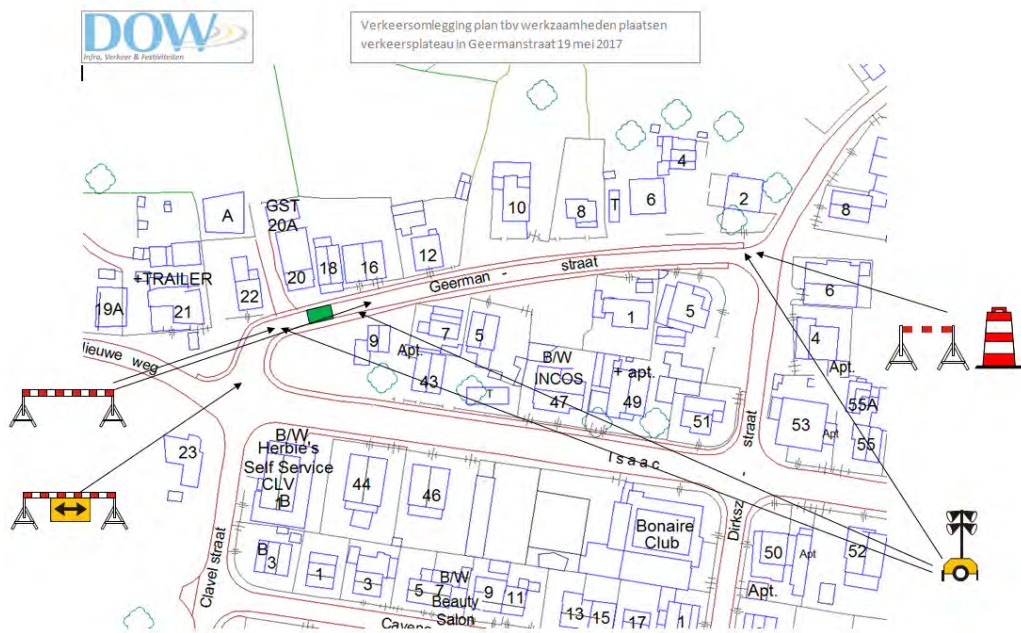 DOW
Infra, Verkeer & Festiviteiten
Verkeersomlegging plan tbv werkzaamheden plaatsen
verkeersplateau in Geermanstraat 19 mei 2017
4
A
GST
20A
10
8
T
6
2
8
12
+TRAILER
20
18
16
Geerman - straat
19A
21
22
6
Nieuwe weg
9
Apt.
7
5
1
5
4
Apt.
B/W
INCOS
+ apt.
43
T
47
49
51
53
Apt
55A
55
23
B/W
Herbie's
Self Service
CLV
B
44
46
Isaac
Dirksz. straat
Bonaire
Club
50
Apt
52
Apt.
Clavel straat
B
3
1
3
B/W
5
7
Beauty
Salon
9
11
13
15
17
1